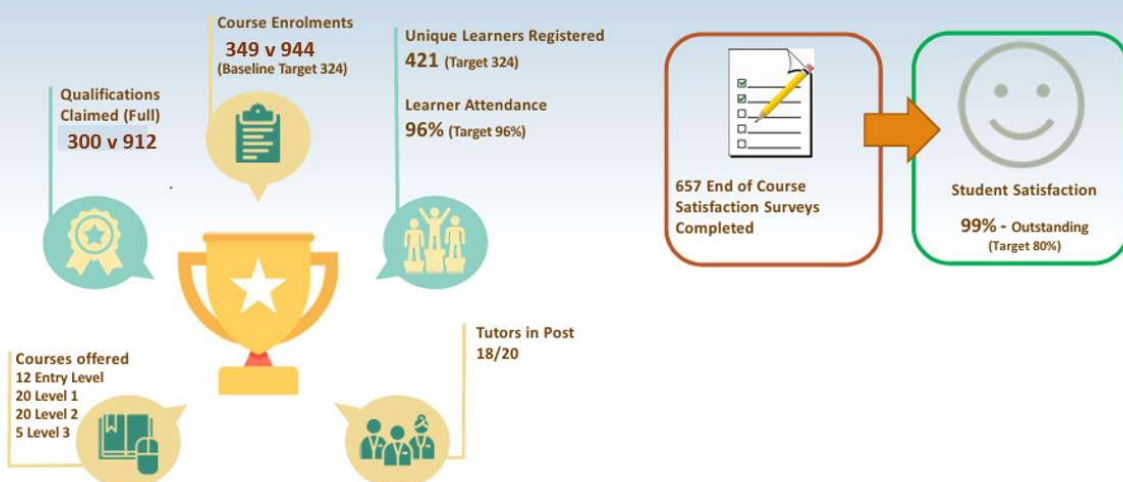 Course Enrolments
349 v 944
(Baseline Target 324)
Unique Learners Registered
421 (Target 324)
Learner Attendance
96% (Target 96%)
Qualifications
Claimed (Full)
300 v 912
657 End of Course
Satisfaction Surveys
Completed
Student Satisfaction
99% - Outstanding
(Target 80%)
Tutors in Post
18/20
Courses offered
12 Entry Level
20 Level 1
20 Level 2
5 Level 3